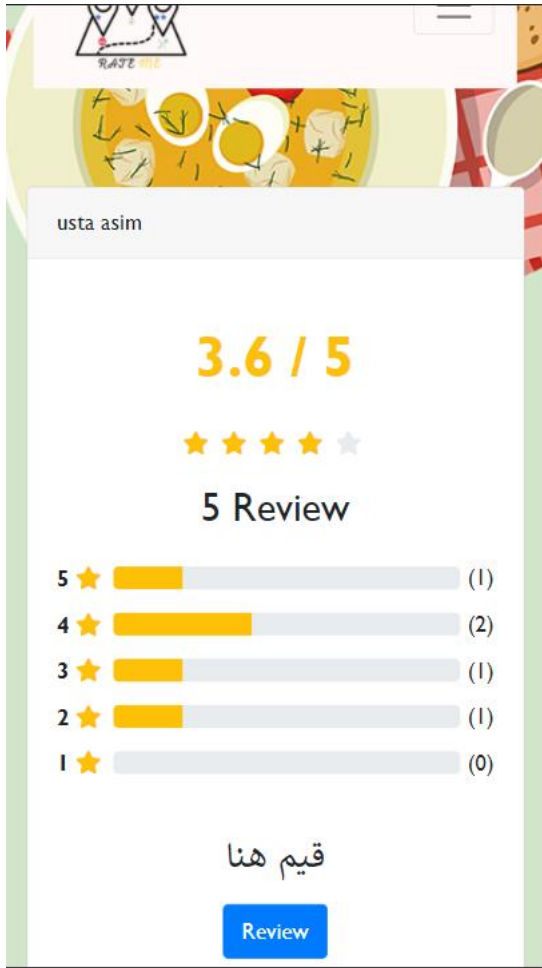 RATE ME
usta asim
3.6 / 5
5 Review
5 (1)
4 (2)
3 (1)
2 (1)
1 (0)
قيم هنا
Review